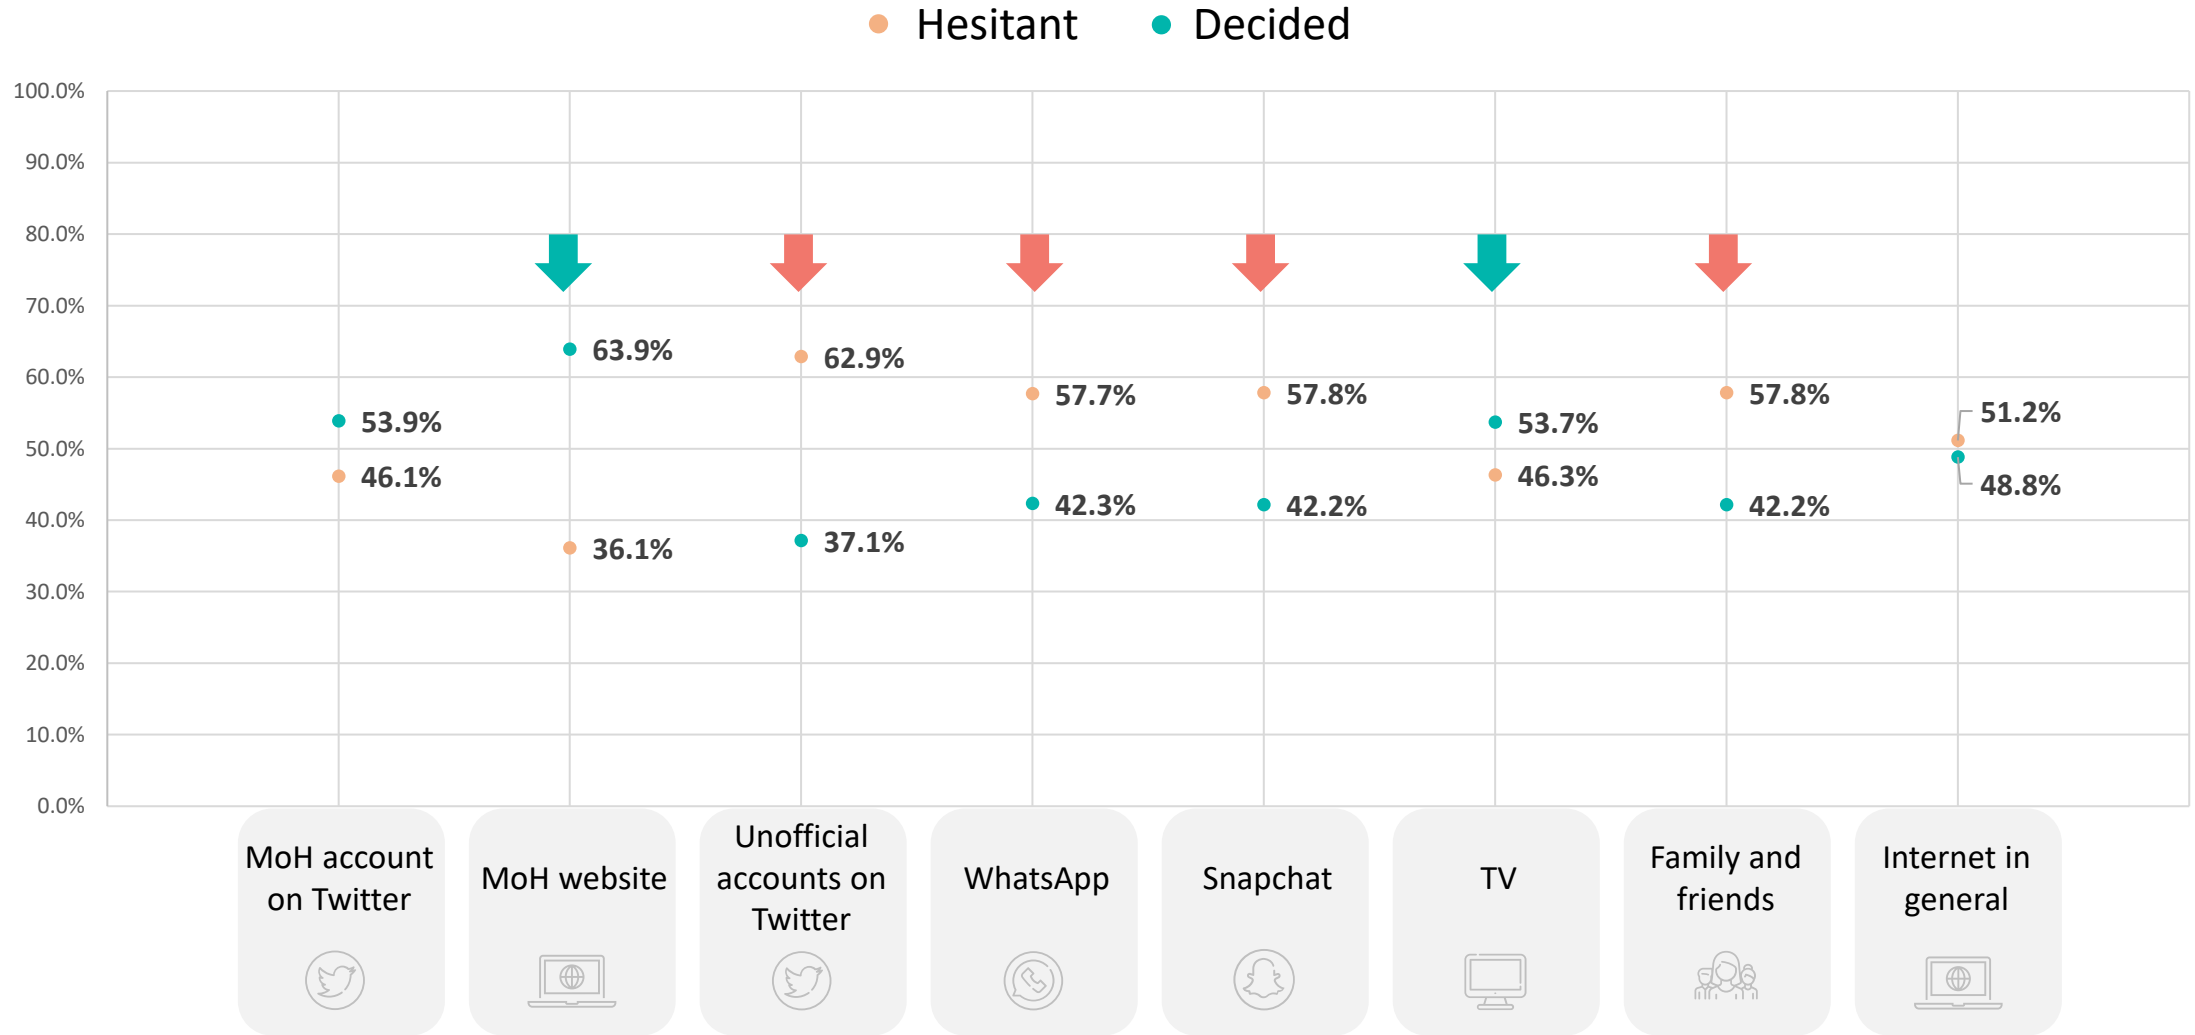 Hesitant
Decided
100.0%
90.0%
80.0%
70.0%
60.0%
50.0%
40.0%
30.0%
20.0%
10.0%
0.0%
53.9%
46.1%
63.9%
36.1%
62.9%
37.1%
57.7%
42.3%
57.8%
42.2%
53.7%
46.3%
57.8%
42.2%
51.2%
48.8%
MoH account
on Twitter
MoH website
Unofficial
accounts on
Twitter
WhatsApp
Snapchat
TV
Family and
friends
Internet in
general